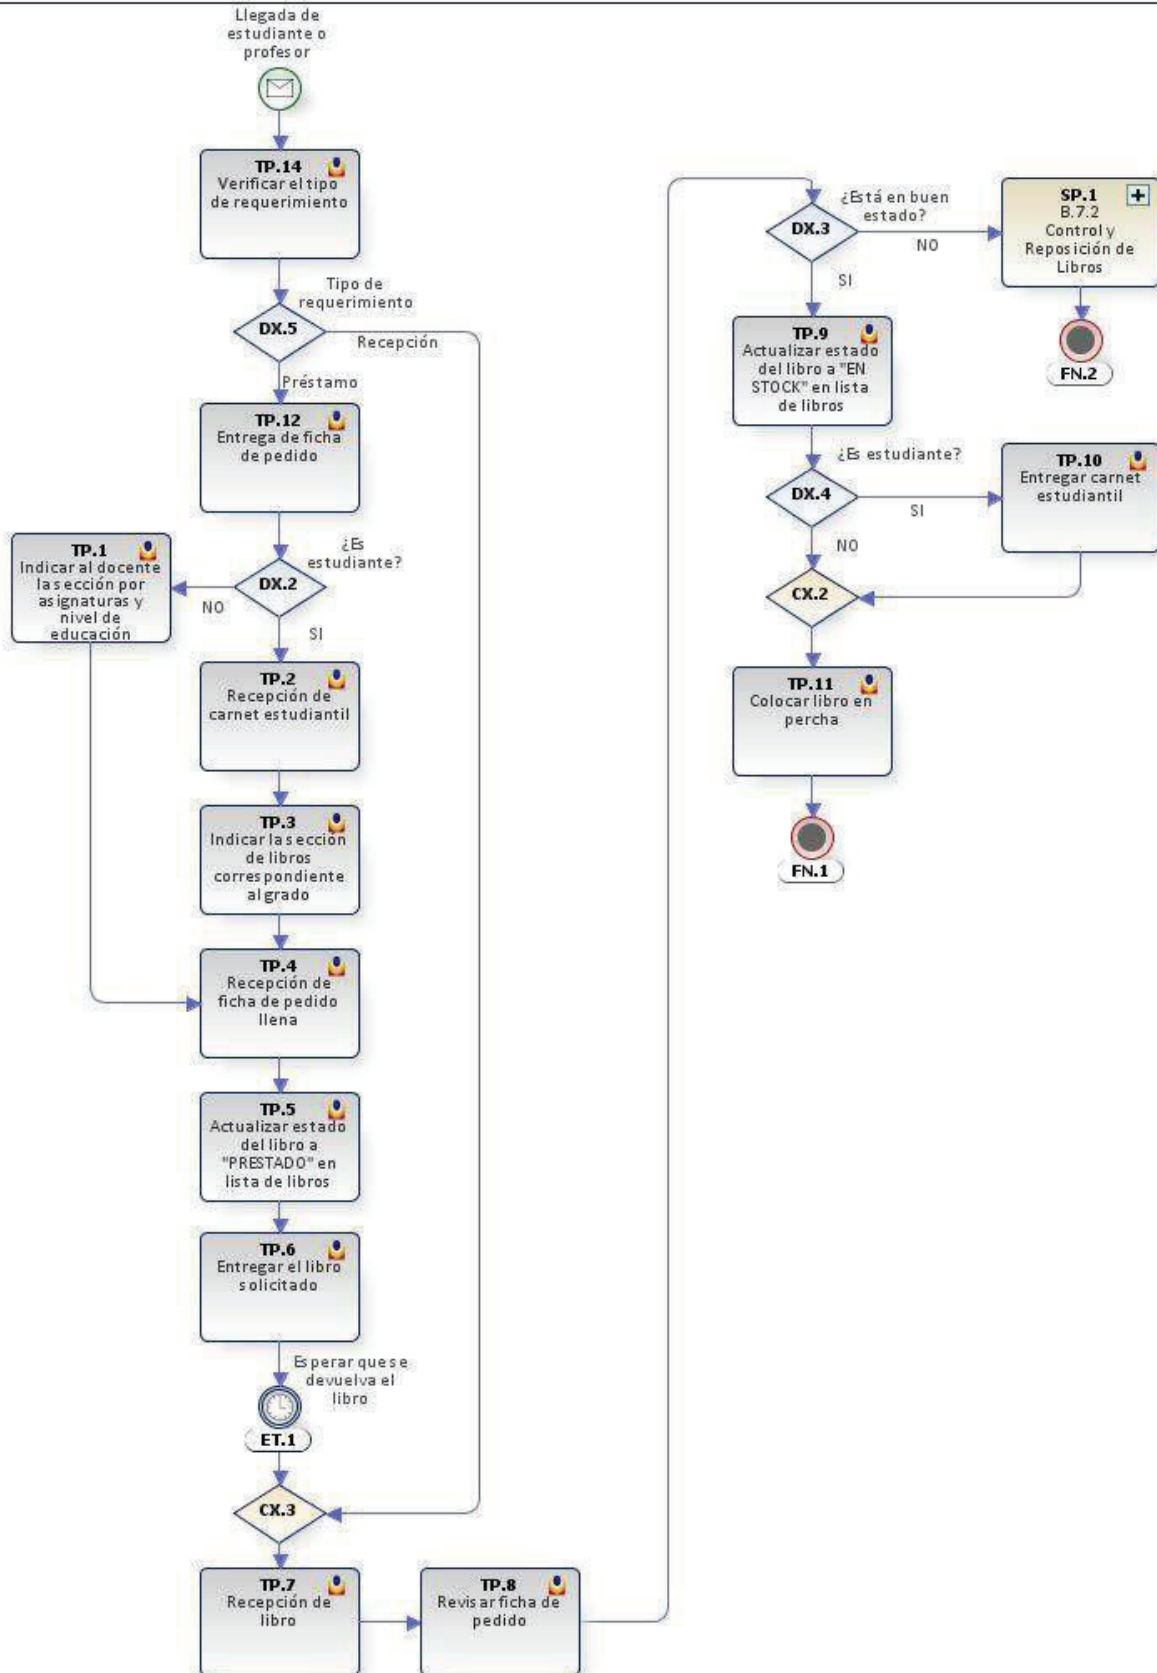 Llegada de
estudiante o
profesor
TP.14
Verificar el tipo
de requerimiento
Tipo de
requerimiento
DX.5
Recepción
Préstamo
TP.12
Entrega de ficha
de pedido
¿Es
estudiante?
DX.2
NO
SI
TP.1
Indicar al docente
la sección por
asignaturas y
nivel de
educación
TP.2
Recepción de
carnet estudiantil
TP.3
Indicar la sección
de libros
correspondiente
al grado
TP.4
Recepción de
ficha de pedido
llena
TP.5
Actualizar estado
del libro a
"PRESTADO" en
lista de libros
TP.6
Entregar el libro
solicitado
Esperar que se
devuelva el
libro
ET.1
CX.3
TP.7
Recepción de
libro
TP.8
Revisar ficha de
pedido
¿Está en buen
estado?
DX.3
NO
SI
SP.1
B.7.2
Control y
Reposición de
Libros
FN.2
TP.9
Actualizar estado
del libro a "EN
STOCK" en lista
de libros
¿Es estudiante?
DX.4
SI
NO
TP.10
Entregar carnet
estudiantil
CX.2
TP.11
Colocar libro en
percha
FN.1